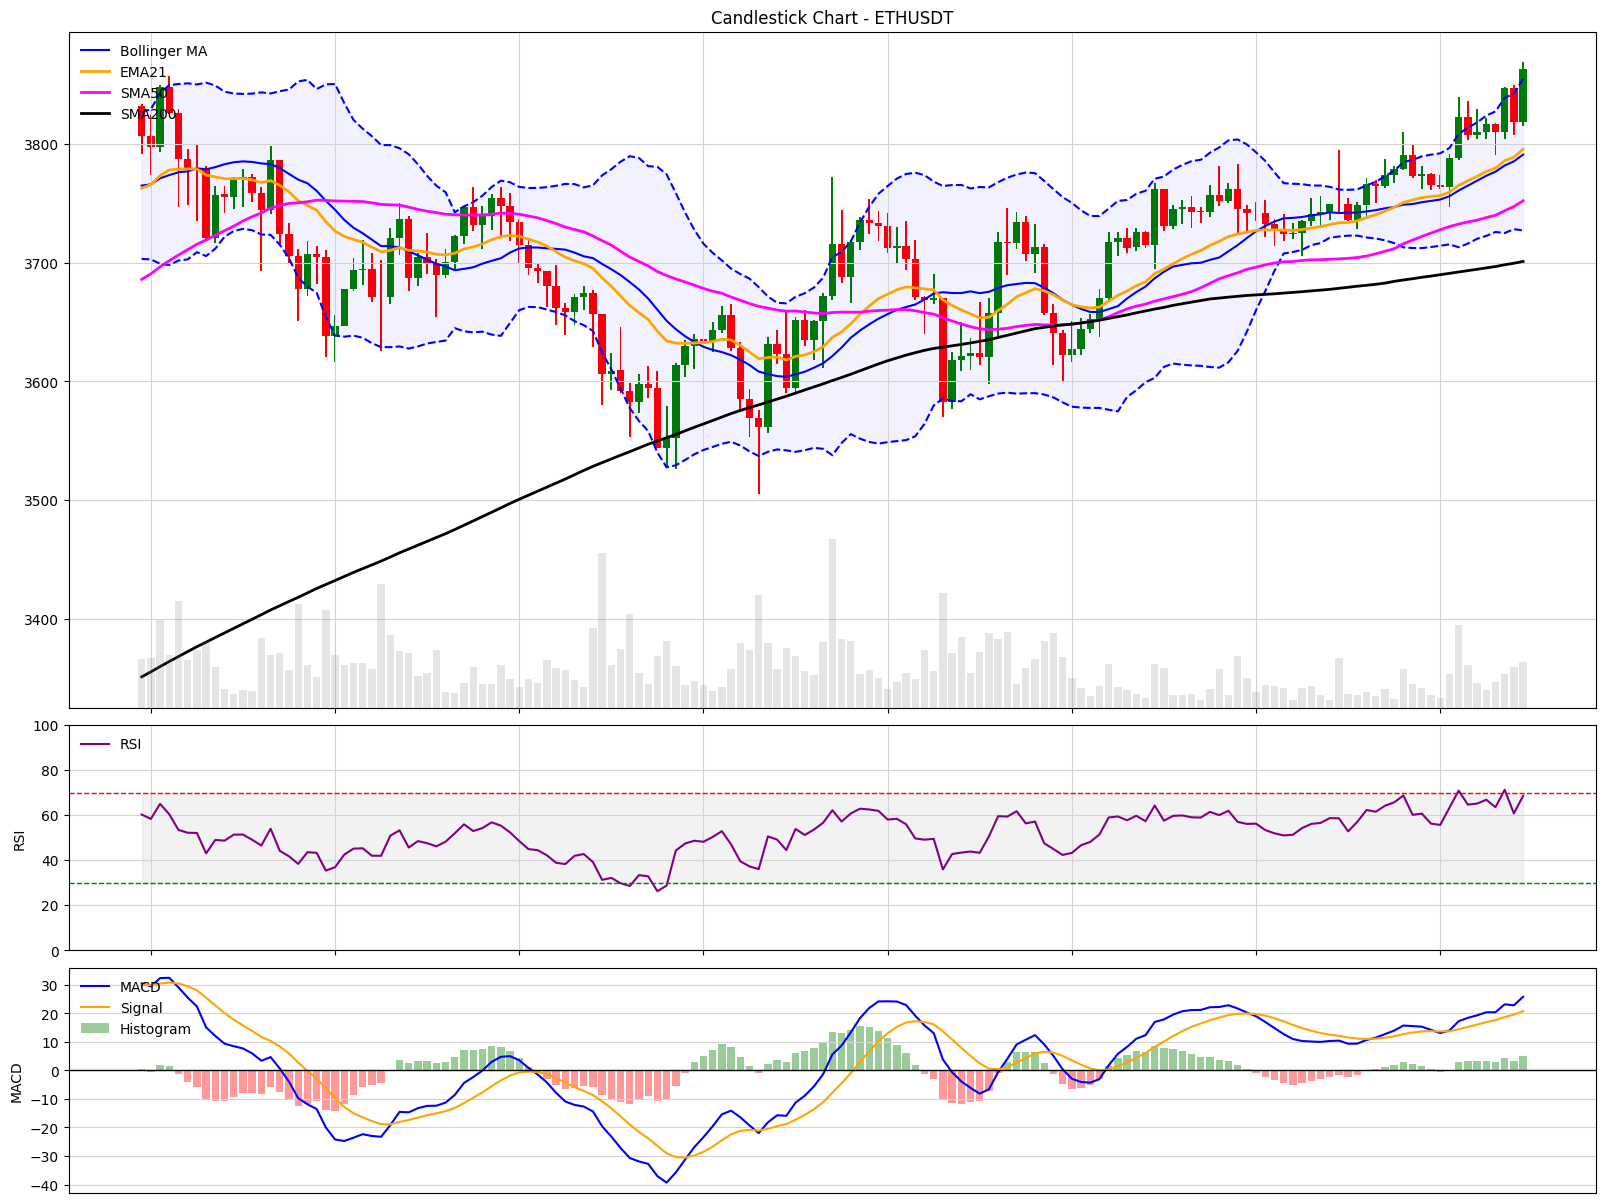 Candlestick Chart - ETHUSDT
Bollinger MA
EMA21
SMA50
SMA200
3800
3700
3600
3500
3400
RSI
100
80
60
40
20
0
RSI
MACD
Signal
Histogram
30
20
10
0
−10
−20
−30
−40
MACD